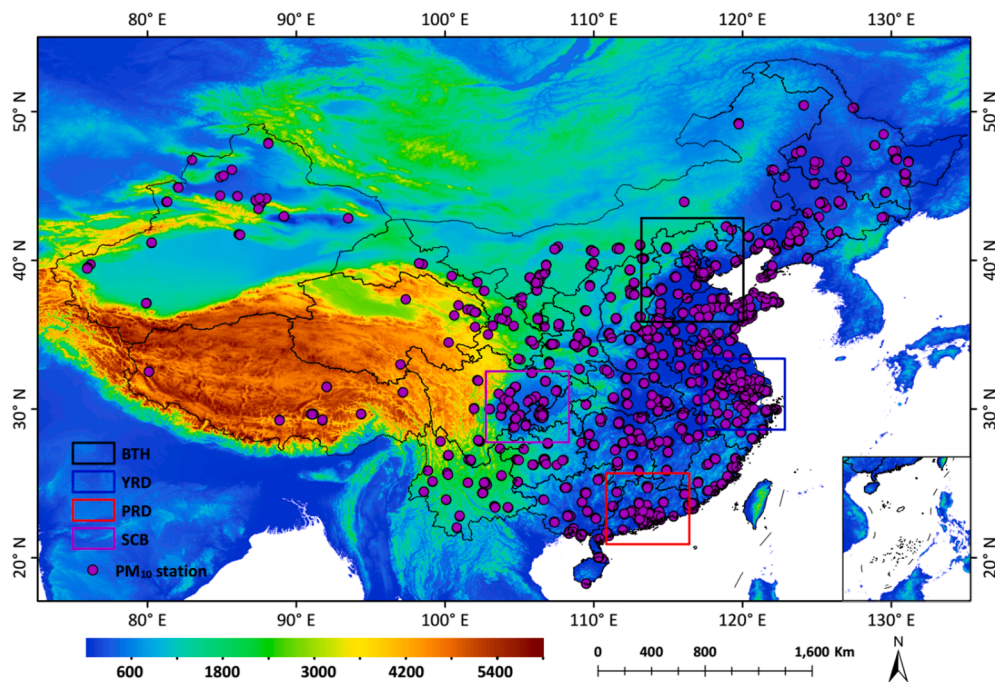 80° E 90° E 100° E 110° E 120° E 130° E
50° N 50° N
40° N 40° N
30° N 30° N
20° N 20° N
BTH
YRD
PRD
SCB
PM₁₀ station
80° E 90° E 100° E 110° E 120° E 130° E
600 1800 3000 4200 5400
0 400 800 1,600 Km
N